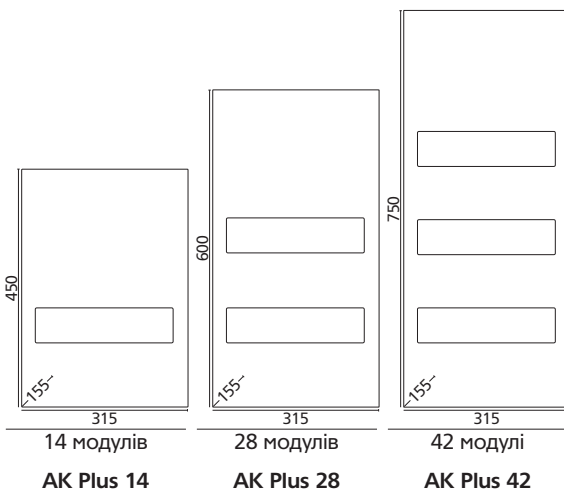 450
155
315
14 модулів
AK Plus 14
600
155
315
28 модулів
AK Plus 28
750
155
315
42 модулі
AK Plus 42